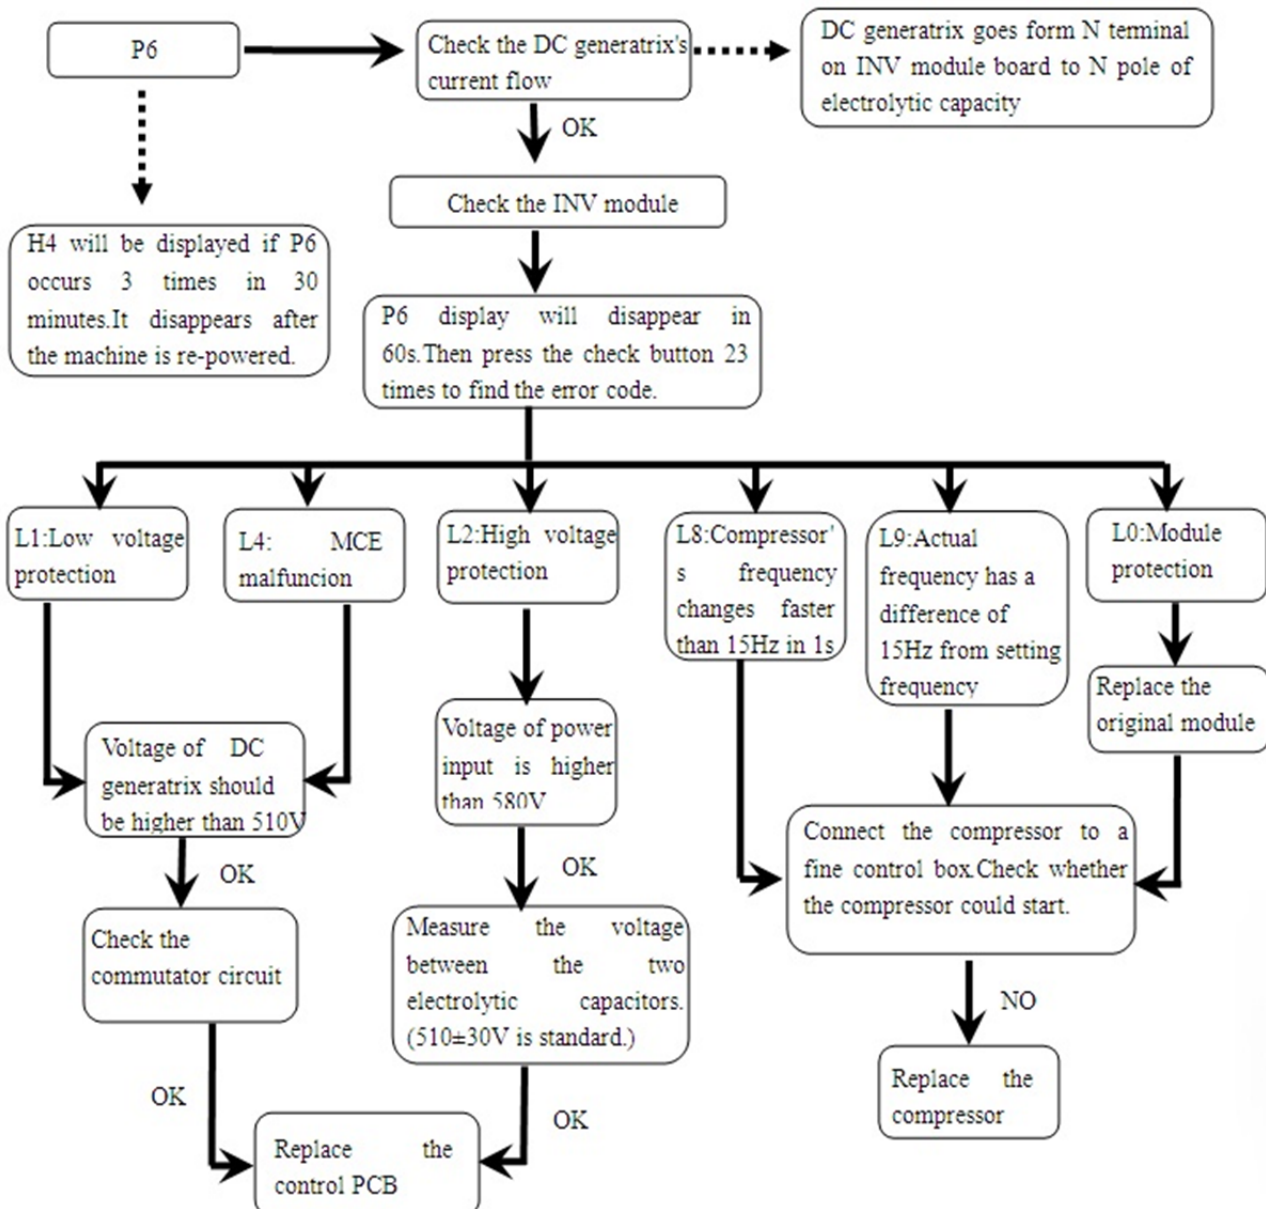 P6
Check the DC generatrix's
current flow
DC generatrix goes form N terminal
on INV module board to N pole of
electrolytic capacity
OK
Check the INV module
H4 will be displayed if P6
occurs 3 times in 30
minutes.It disappears after
the machine is re-powered.
P6 display will disappear in
60s.Then press the check button 23
times to find the error code.
L1:Low voltage
protection
L4: MCE
malfuncion
L2:High voltage
protection
L8:Compressor'
s frequency
changes faster
than 15Hz in 1s
L9:Actual
frequency has a
difference of
15Hz from setting
frequency
L0:Module
protection
Replace the
original module
Voltage of DC
generatrix should
be higher than 510V
Voltage of power
input is higher
than 580V
Connect the compressor to a
fine control box.Check whether
the compressor could start.
OK
OK
Check the
commutator circuit
Measure the voltage
between the two
electrolytic capacitors.
(510±30V is standard.)
NO
Replace the
compressor
OK
OK
Replace the
control PCB